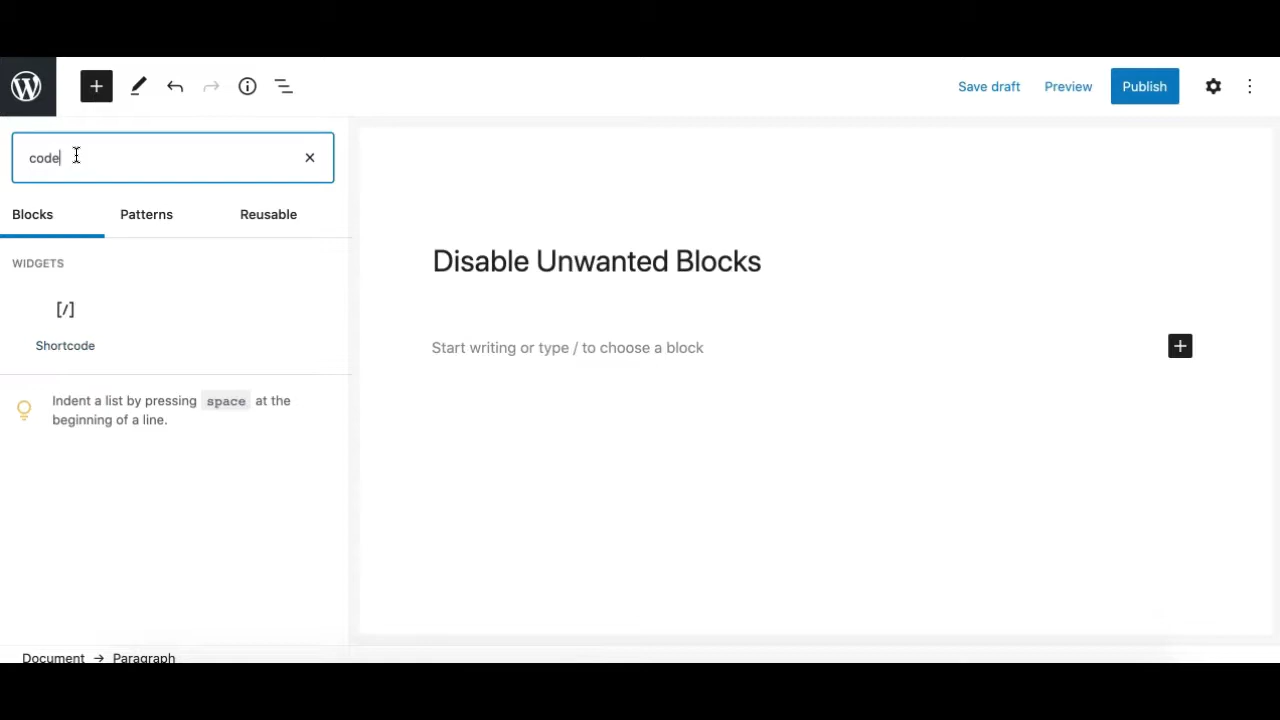 Save draft
Preview
Publish
code
Blocks
Patterns
Reusable
WIDGETS
[/]
Shortcode
Indent a list by pressing space at the
beginning of a line.
Disable Unwanted Blocks
Start writing or type / to choose a block
Document → Paragraph